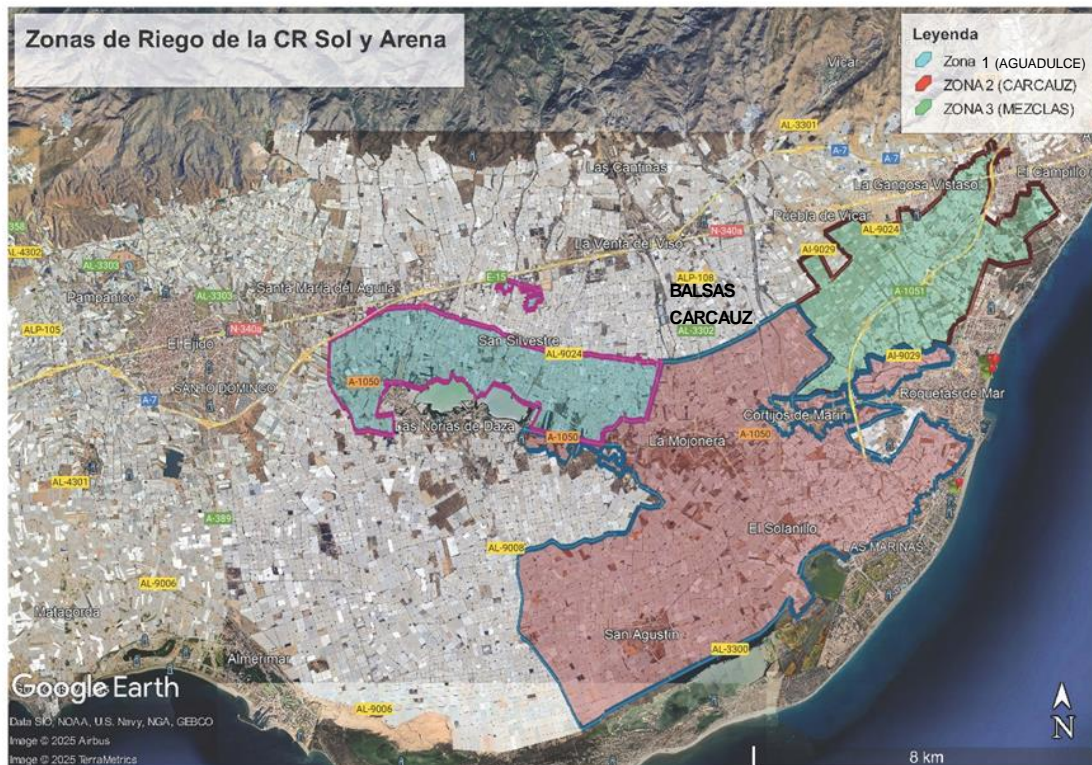 Zonas de Riego de la CR Sol y Arena
Leyenda
Zona 1 (AGUADULCE)
ZONA 2 (CARCAUZ)
ZONA 3 (MEZCLAS)
Vícar
AL-3301
A-7
A-7
Las Cantinas
El Campillo
La Gangosa Vistasol
Puebla de Vícar
AL-9024
N-340a
Al-9029
La Venta del Viso
AL-4302
AL-3303
E-15
ALP-108
BALSAS
CARCAUZ
A-1051
Pampanico
AL-3303
Santa María del Águila
ALP-105
N-340a
AL-3302
El Ejido
San Silvestre
AL-9024
Al-9029
SANTO DOMINGO
A-1050
Roquetas de Mar
A-7
Cortijos de Marín
Las Norias de Daza
A-1050
La Mojonera
A-1050
AL-4301
A-389
El Solanillo
AL-9008
LAS MARINAS
AL-9006
Matagorda
San Agustín
AL-3300
Almerimar
Google Earth
AL-9006
Data SIO, NOAA, U.S. Navy, NGA, GEBCO
Image © 2025 Airbus
Image © 2025 TerraMetrics
N
8 km